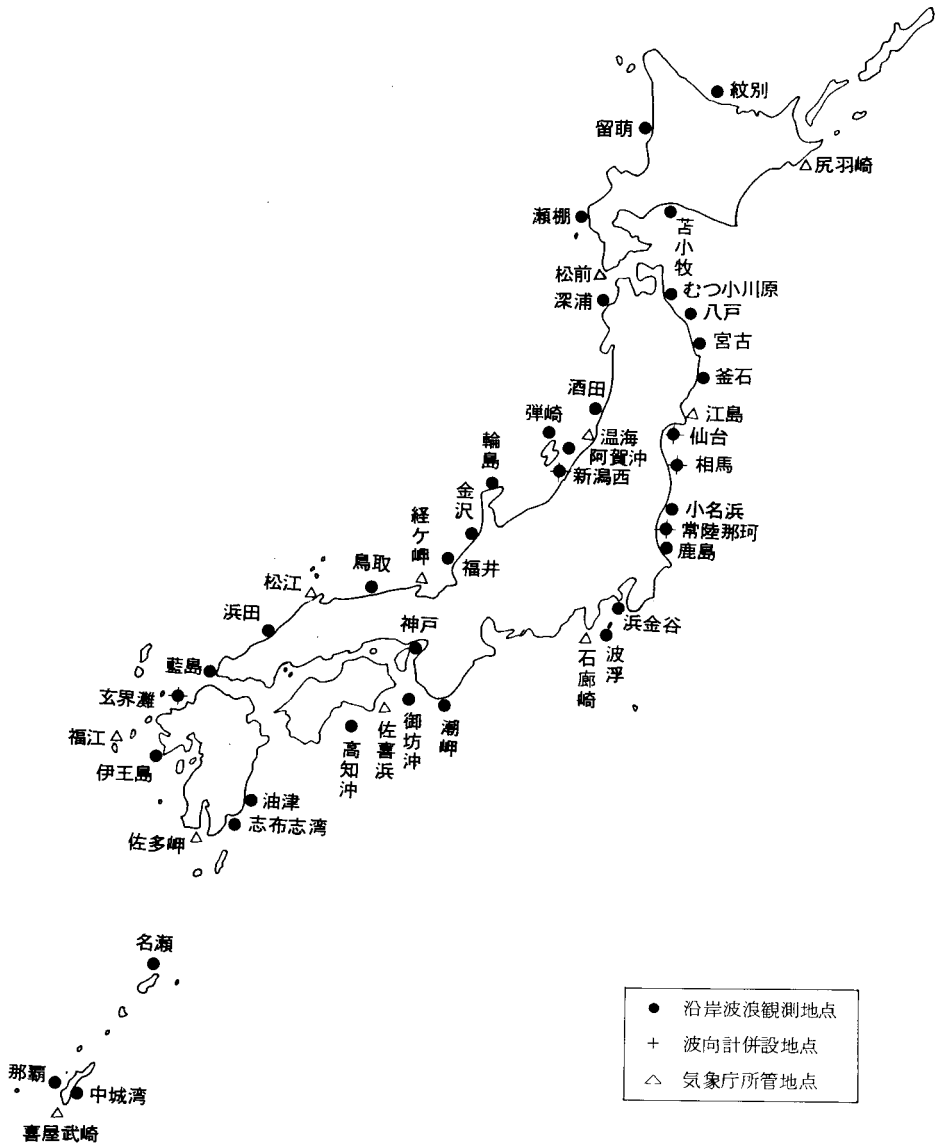 紋別
留萌
尻羽崎
瀬棚
苫小牧
松前
深浦
むつ小川原
八戸
宮古
釜石
酒田
江島
弾崎
温海
仙台
輪島
阿賀沖
相馬
新潟西
金沢
小名浜
経ケ岬
常陸那珂
鹿島
福井
鳥取
松江
浜田
神戸
浜金谷
波浮
石廊崎
藍島
玄界灘
福江
伊王島
御坊沖
潮岬
佐喜浜
高知沖
油津
志布志湾
佐多岬
名瀬
那覇
中城湾
喜屋武崎
沿岸波浪観測地点
波向計併設地点
気象庁所管地点